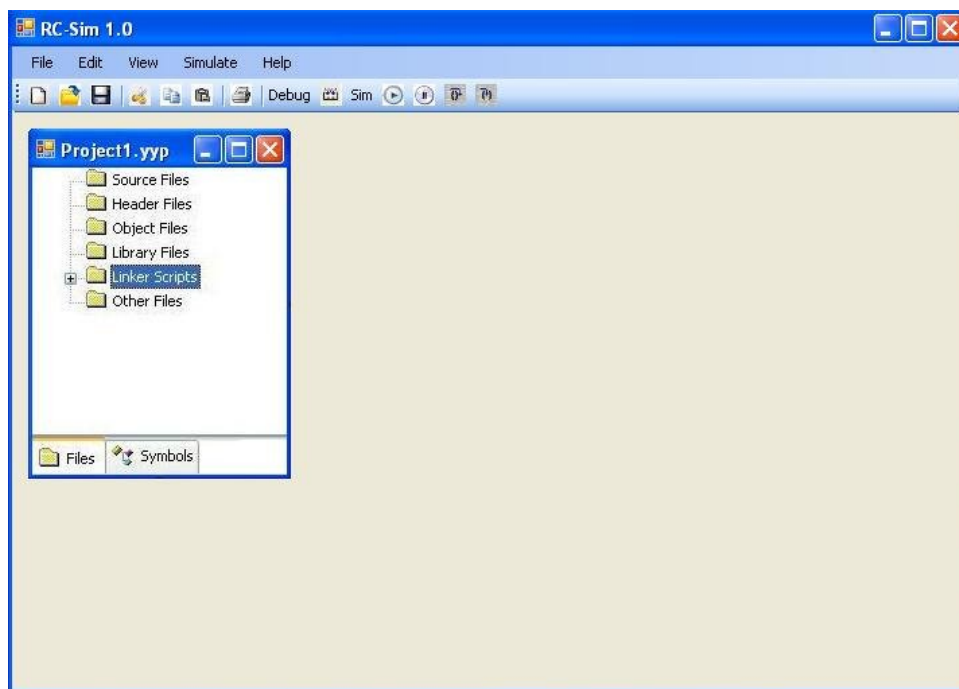 RC-Sim 1.0
File Edit View Simulate Help
Debug Sim
Project1.yyp
Source Files
Header Files
Object Files
Library Files
Linker Scripts
Other Files
Files Symbols